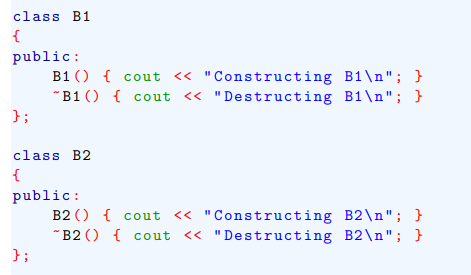 class B1
{
public:
    B1() { cout << "Constructing B1\n"; }
    ~B1() { cout << "Destructing B1\n"; }
};

class B2
{
public:
    B2() { cout << "Constructing B2\n"; }
    ~B2() { cout << "Destructing B2\n"; }
};